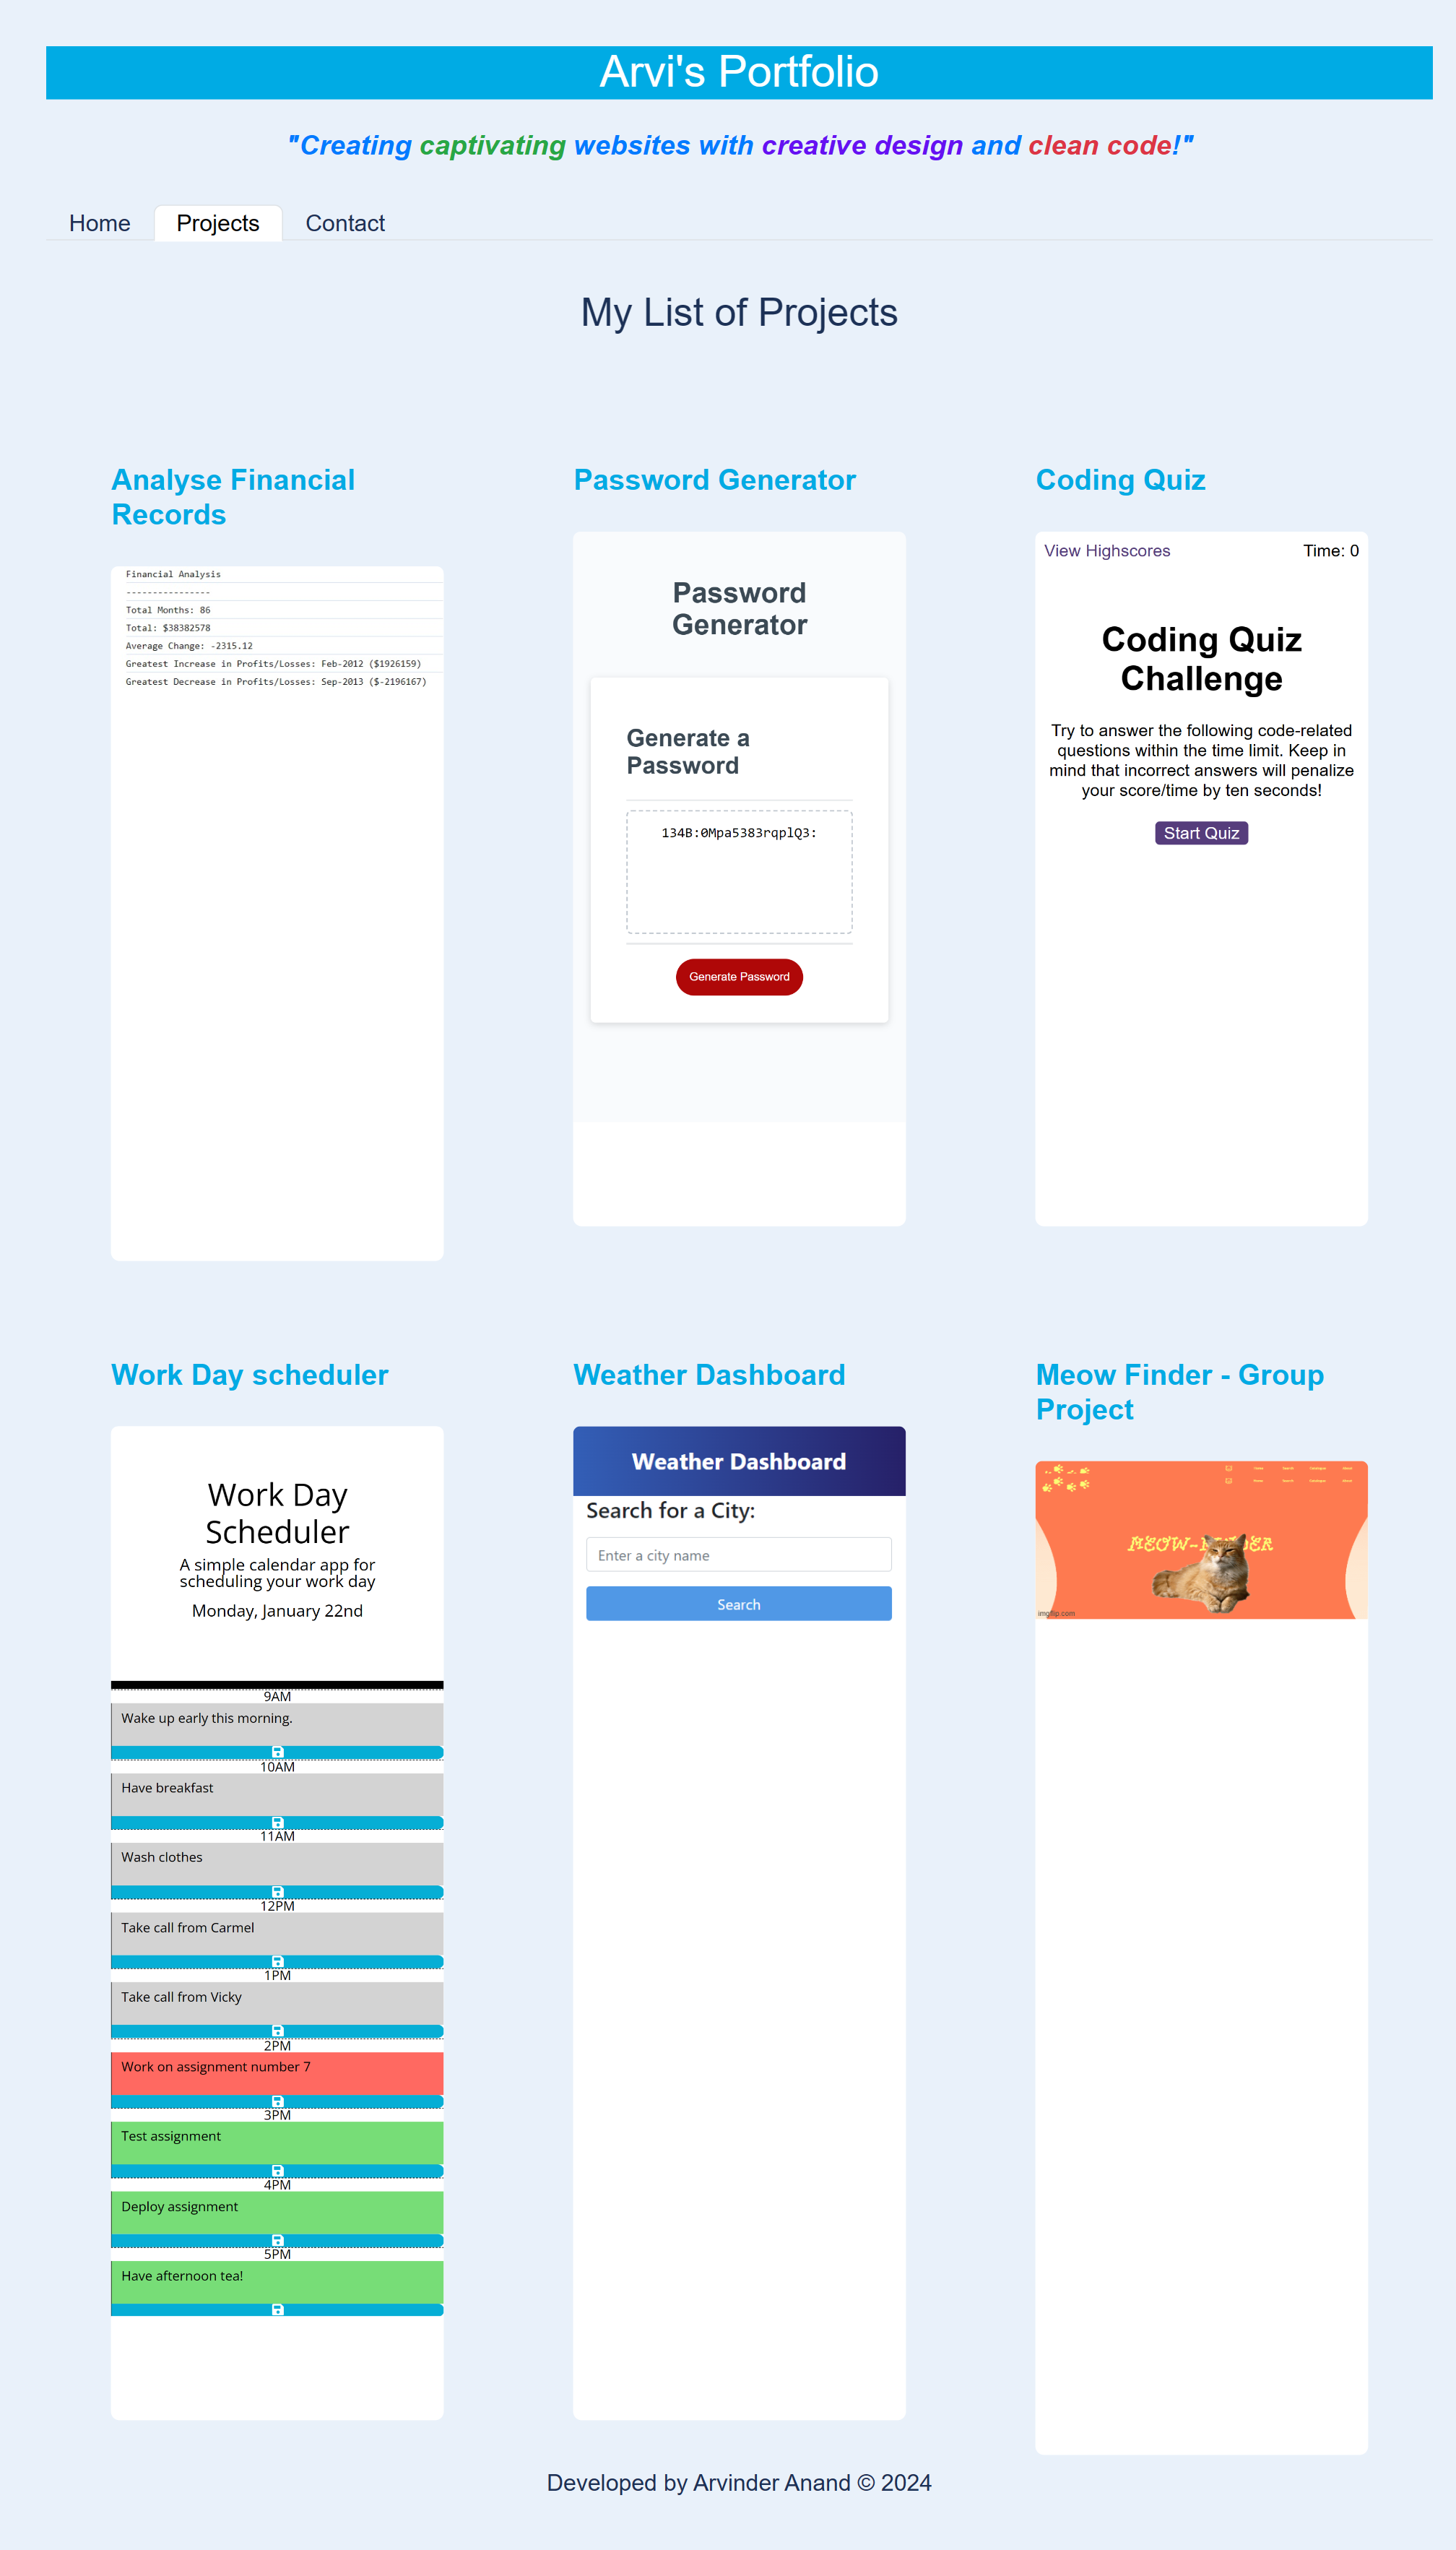 Arvi's Portfolio
"Creating captivating websites with creative design and clean code!"
Home
Projects
Contact
My List of Projects
Analyse Financial
Records
Financial Analysis
----------------
Total Months: 86
Total: $38382578
Average Change: -2315.12
Greatest Increase in Profits/Losses: Feb-2012 ($1926159)
Greatest Decrease in Profits/Losses: Sep-2013 ($-2196167)
Password Generator
Password
Generator
Generate a
Password
134B:0Mpa5383rqplQ3:
Generate Password
Coding Quiz
View Highscores
Time: 0
Coding Quiz
Challenge
Try to answer the following code-related
questions within the time limit. Keep in
mind that incorrect answers will penalize
your score/time by ten seconds!
Start Quiz
Work Day scheduler
Work Day
Scheduler
A simple calendar app for
scheduling your work day
Monday, January 22nd
9AM
Wake up early this morning.
10AM
Have breakfast
11AM
Wash clothes
12PM
Take call from Carmel
1PM
Take call from Vicky
2PM
Work on assignment number 7
3PM
Test assignment
4PM
Deploy assignment
5PM
Have afternoon tea!
Weather Dashboard
Weather Dashboard
Search for a City:
Enter a city name
Search
Meow Finder - Group
Project
imgflip.com
Developed by Arvinder Anand © 2024